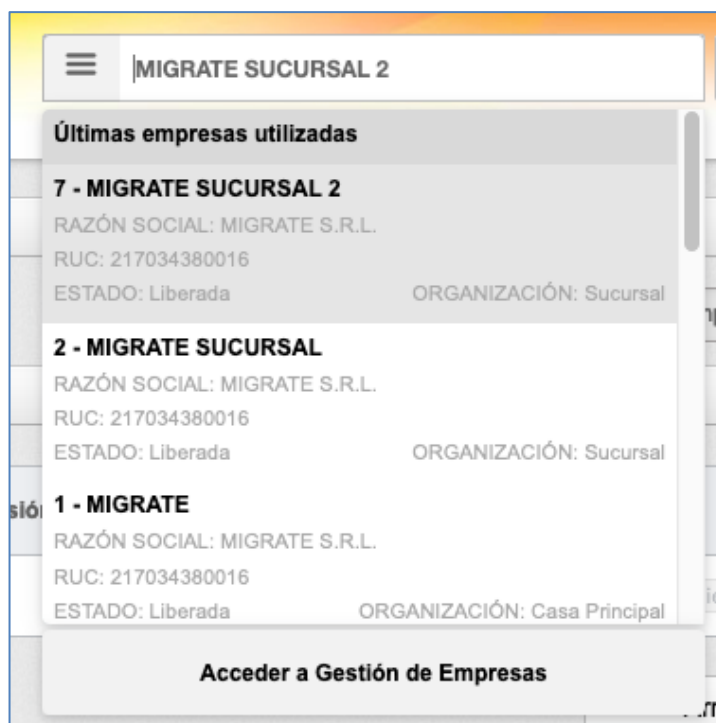 MIGRATE SUCURSAL 2
Últimas empresas utilizadas
7 - MIGRATE SUCURSAL 2
RAZÓN SOCIAL: MIGRATE S.R.L.
RUC: 217034380016
ESTADO: Liberada ORGANIZACIÓN: Sucursal
2 - MIGRATE SUCURSAL
RAZÓN SOCIAL: MIGRATE S.R.L.
RUC: 217034380016
ESTADO: Liberada ORGANIZACIÓN: Sucursal
1 - MIGRATE
RAZÓN SOCIAL: MIGRATE S.R.L.
RUC: 217034380016
ESTADO: Liberada ORGANIZACIÓN: Casa Principal
Acceder a Gestión de Empresas